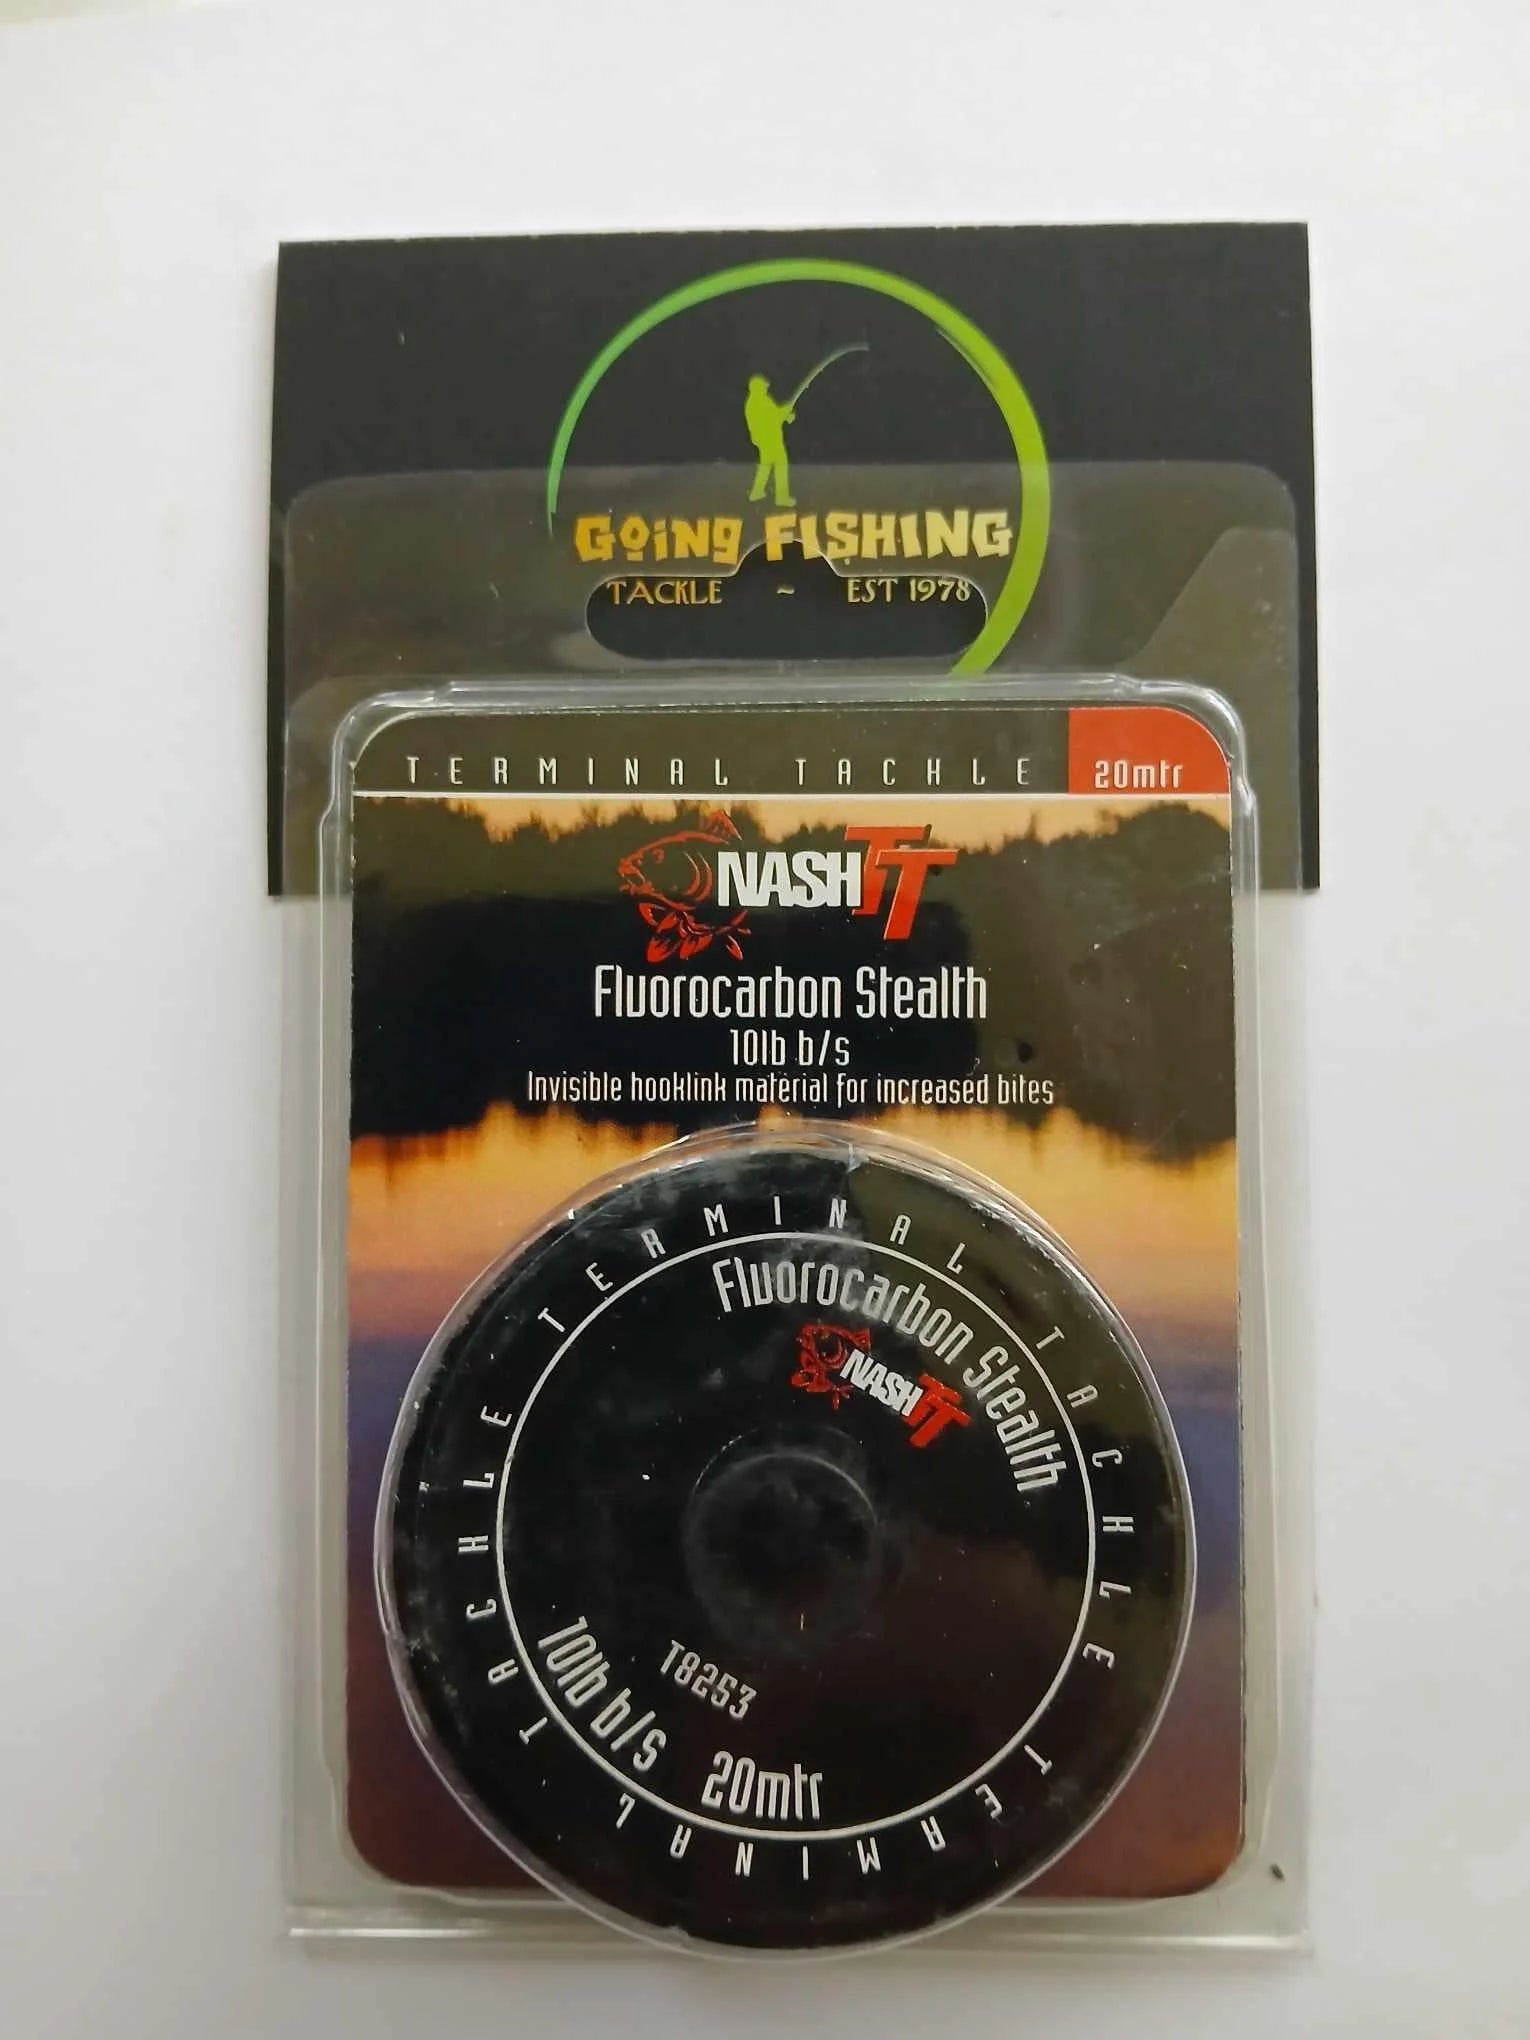 GOING FISHING
TACKLE ~ EST 1978
TERMINAL TACKLE 20mtr
NASH TT
Fluorocarbon Stealth
10lb b/s
Invisible hooklink material for increased bites
TERMINAL TACKLE TERMINAL TACKLE
Fluorocarbon Stealth
NASH TT
T8253
10lb b/s 20mtr